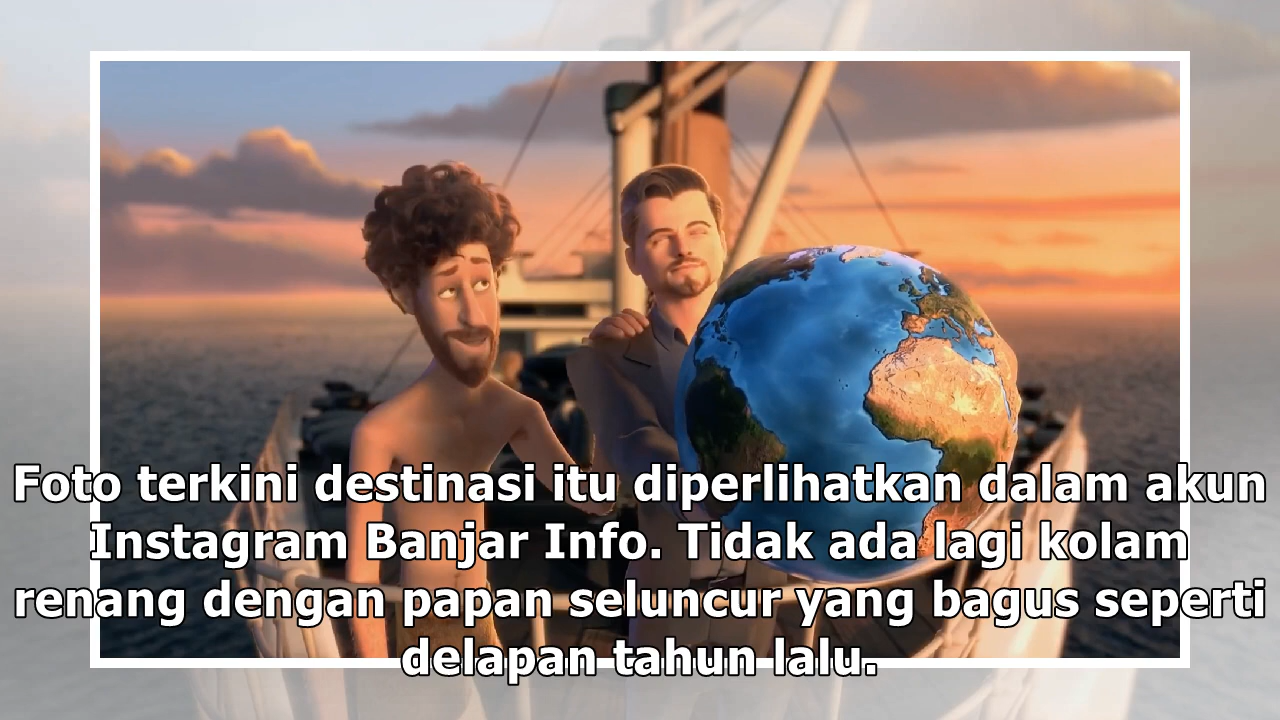 Foto terkini destinasi itu diperlihatkan dalam akun
Instagram Banjar Info. Tidak ada lagi kolam
renang dengan papan seluncur yang bagus seperti
delapan tahun lalu.